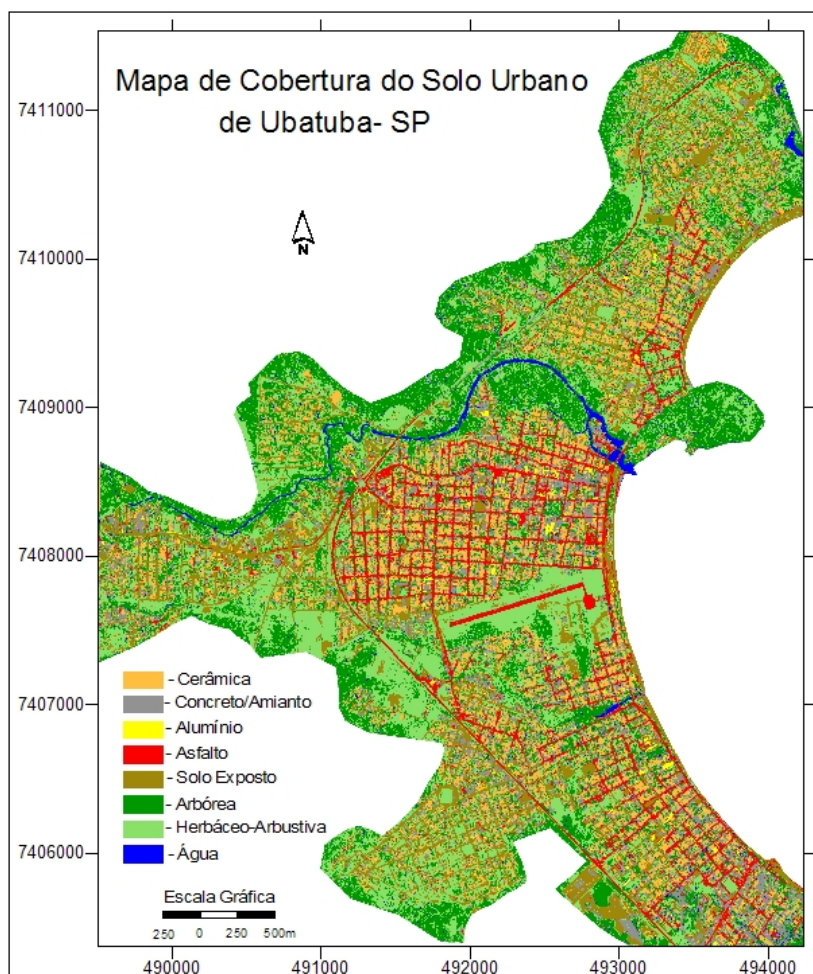 Mapa de Cobertura do Solo Urbano
de Ubatuba- SP
7411000
N
7410000
7409000
7408000
7407000
7406000
- Cerâmica
- Concreto/Amianto
- Alumínio
- Asfalto
- Solo Exposto
- Arbórea
- Herbáceo-Arbustiva
- Água
Escala Gráfica
250 0 250 500m
490000 491000 492000 493000 494000